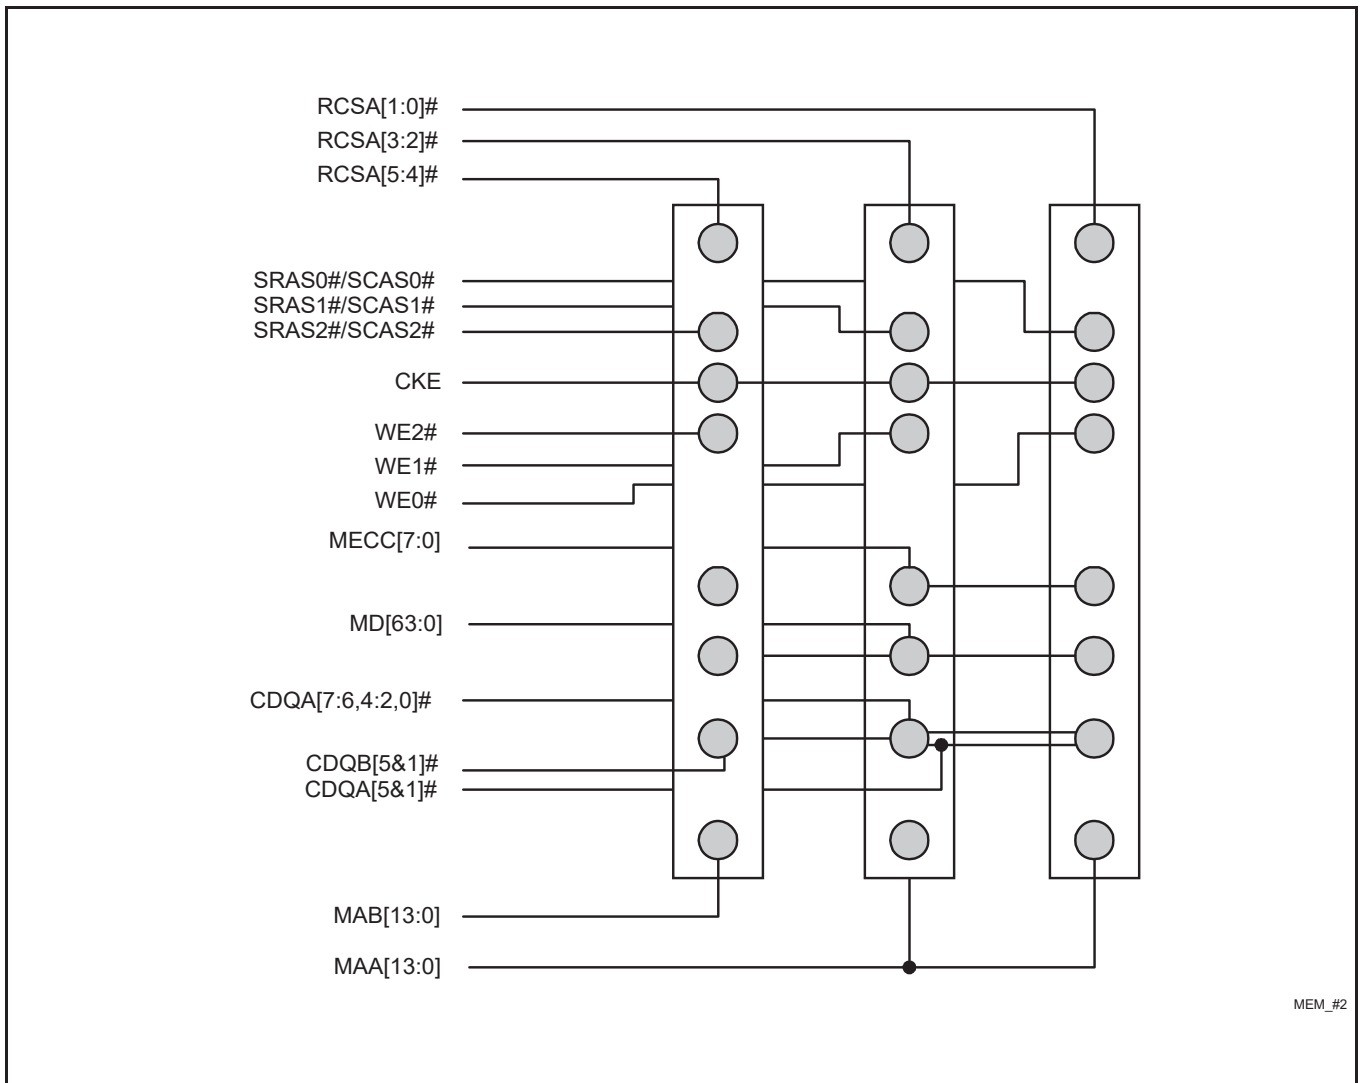 RCSA[1:0]#
RCSA[3:2]#
RCSA[5:4]#
SRAS0#/SCAS0#
SRAS1#/SCAS1#
SRAS2#/SCAS2#
CKE
WE2#
WE1#
WE0#
MECC[7:0]
MD[63:0]
CDQA[7:6,4:2,0]#
CDQB[5&1]#
CDQA[5&1]#
MAB[13:0]
MAA[13:0]
MEM_#2